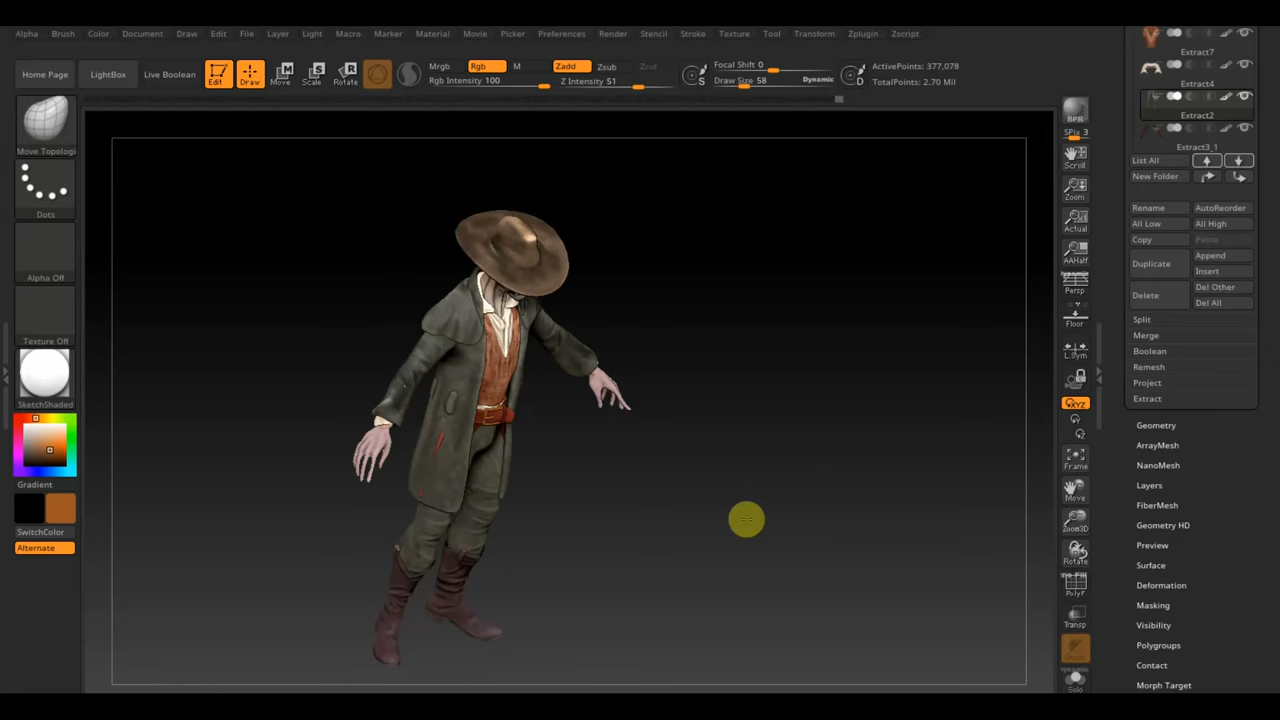 Alpha Brush Color Document Draw Edit File Layer Light Macro Marker Material Movie Picker Preferences Render Stencil Stroke Texture Tool Transform Zplugin Zscript
Home Page LightBox Live Boolean Edit Draw Move Scale Rotate
Mrgb Rgb M Zadd Zsub Zcut Focal Shift 0 ActivePoints: 377,078
Rgb Intensity 100 Z Intensity 51 Draw Size 58 Dynamic TotalPoints: 2.70 Mil
S D
Move Topologi
Dots
Alpha Off
Texture Off
SketchShaded
Gradient
SwitchColor
Alternate
BPR
SPix 3
Scroll
Zoom
Actual
AAHalf
Dynamic
Persp
Floor
L.Sym
XYZ
Y
Z
Frame
Move
Zoom3D
Rotate
Line Fill
PolyF
Transp
Dynamic
Solo
Extract7
Extract4
Extract2
Extract3_1
List All
New Folder
Rename AutoReorder
All Low All High
Copy Paste
Duplicate Append
Insert
Delete Del Other
Del All
Split
Merge
Boolean
Remesh
Project
Extract
Geometry
ArrayMesh
NanoMesh
Layers
FiberMesh
Geometry HD
Preview
Surface
Deformation
Masking
Visibility
Polygroups
Contact
Morph Target